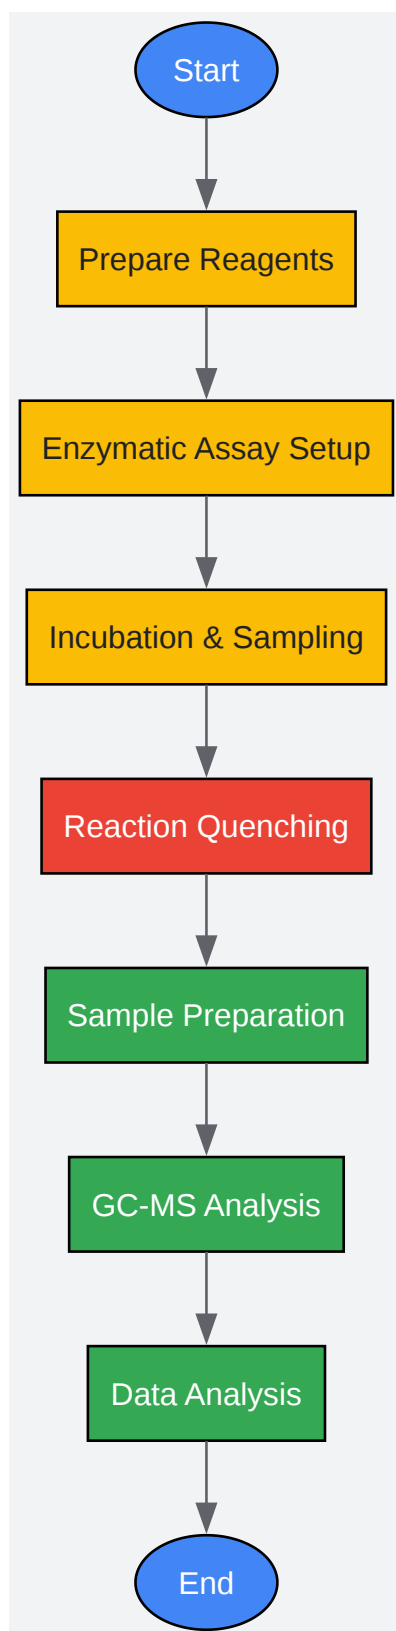 Start
Prepare Reagents
Enzymatic Assay Setup
Incubation & Sampling
Reaction Quenching
Sample Preparation
GC-MS Analysis
Data Analysis
End